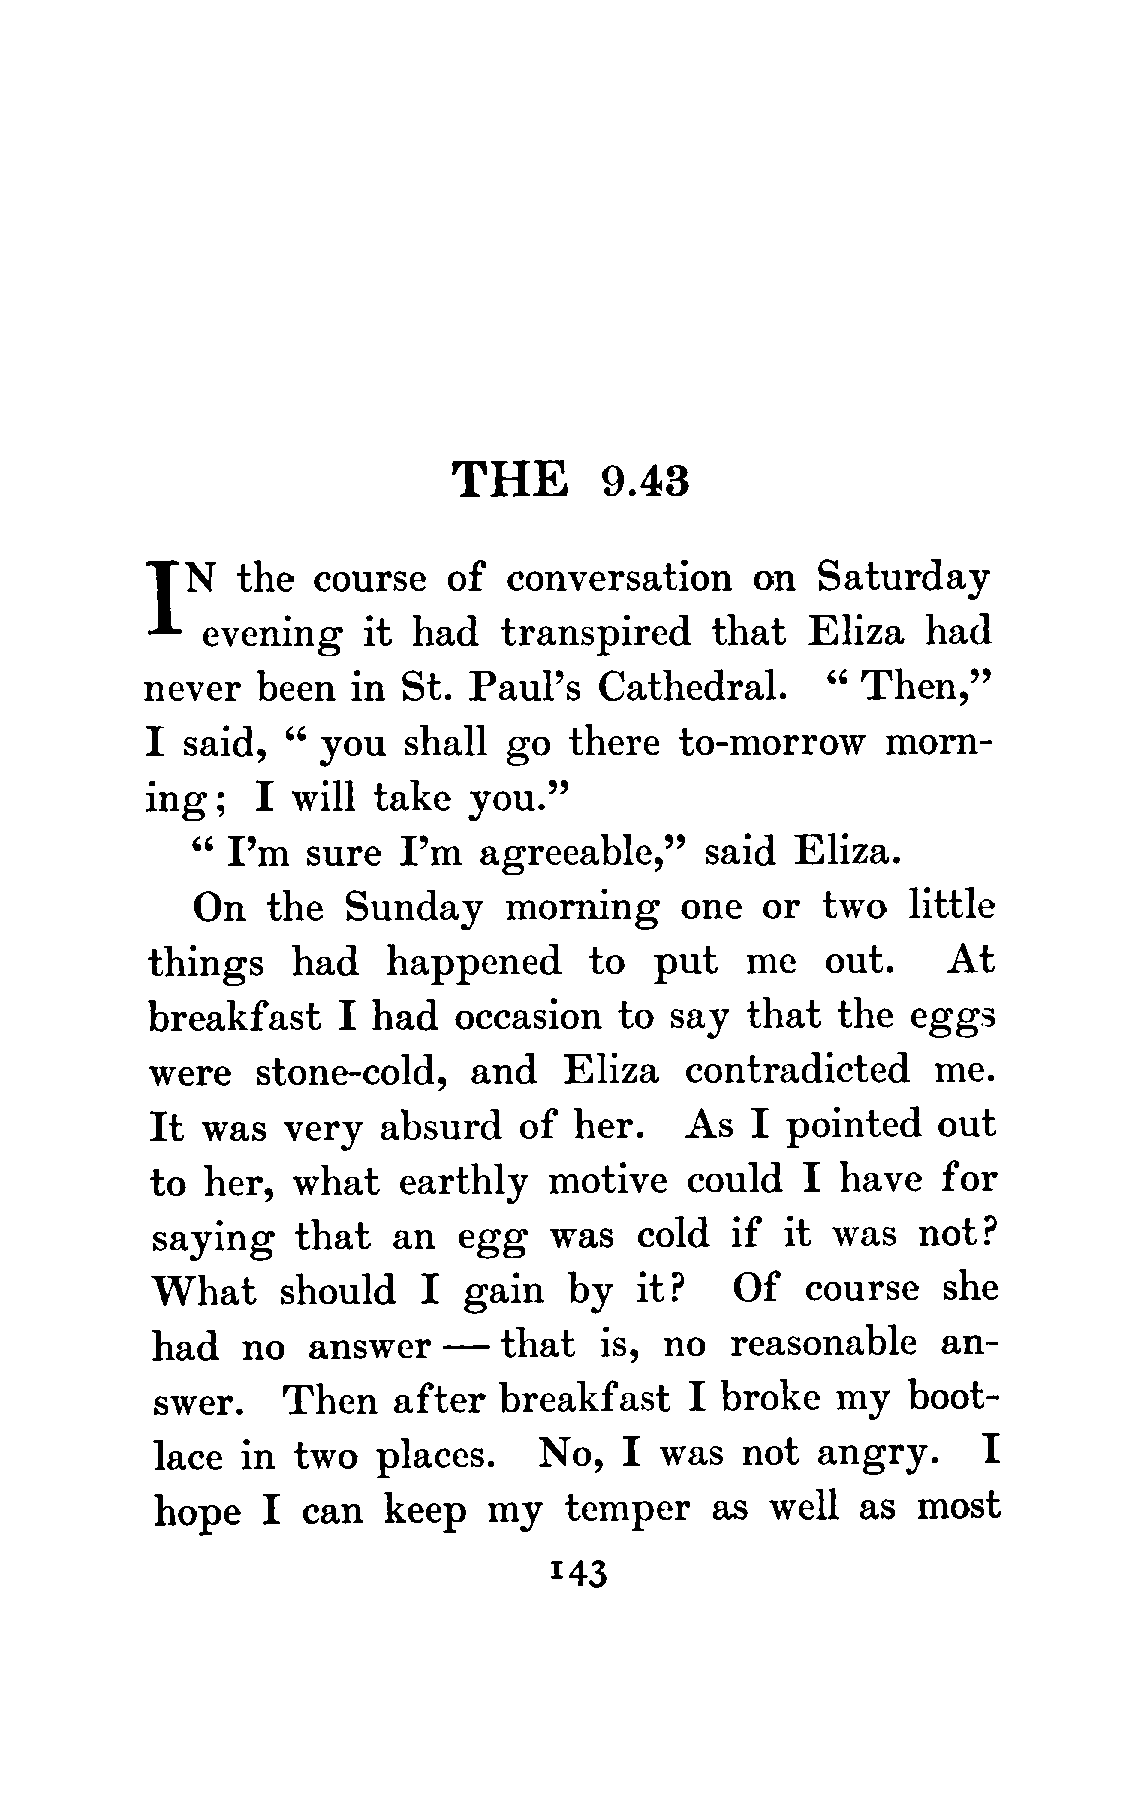 THE 9.43
IN the course of conversation on Saturday
evening it had transpired that Eliza had
never been in St. Paul's Cathedral. “ Then,”
I said, “ you shall go there to-morrow morn-
ing; I will take you.”
“ I'm sure I'm agreeable,” said Eliza.
On the Sunday morning one or two little
things had happened to put me out. At
breakfast I had occasion to say that the eggs
were stone-cold, and Eliza contradicted me.
It was very absurd of her. As I pointed out
to her, what earthly motive could I have for
saying that an egg was cold if it was not?
What should I gain by it? Of course she
had no answer — that is, no reasonable an-
swer. Then after breakfast I broke my boot-
lace in two places. No, I was not angry. I
hope I can keep my temper as well as most
143